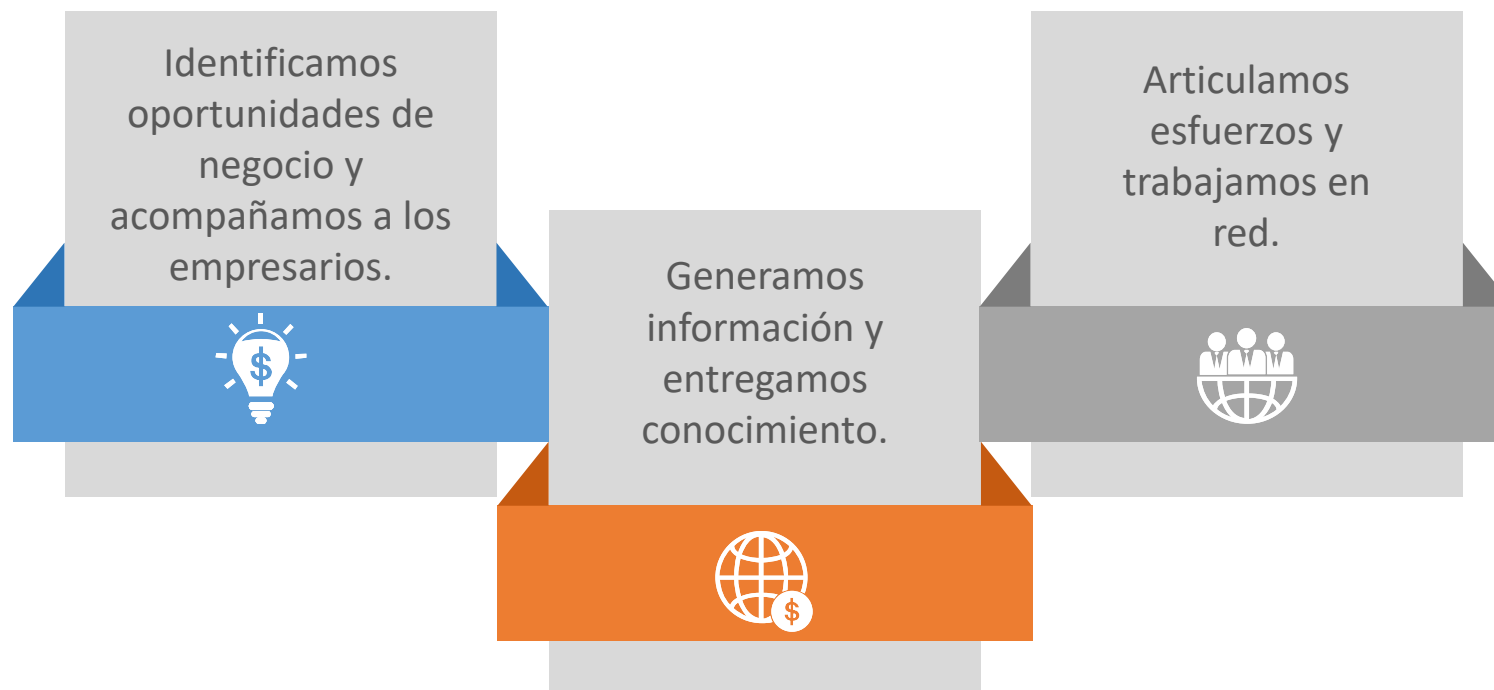 Identificamos
oportunidades de
negocio y
acompañamos a los
empresarios.
$
Generamos
información y
entregamos
conocimiento.
$
Articulamos
esfuerzos y
trabajamos en
red.